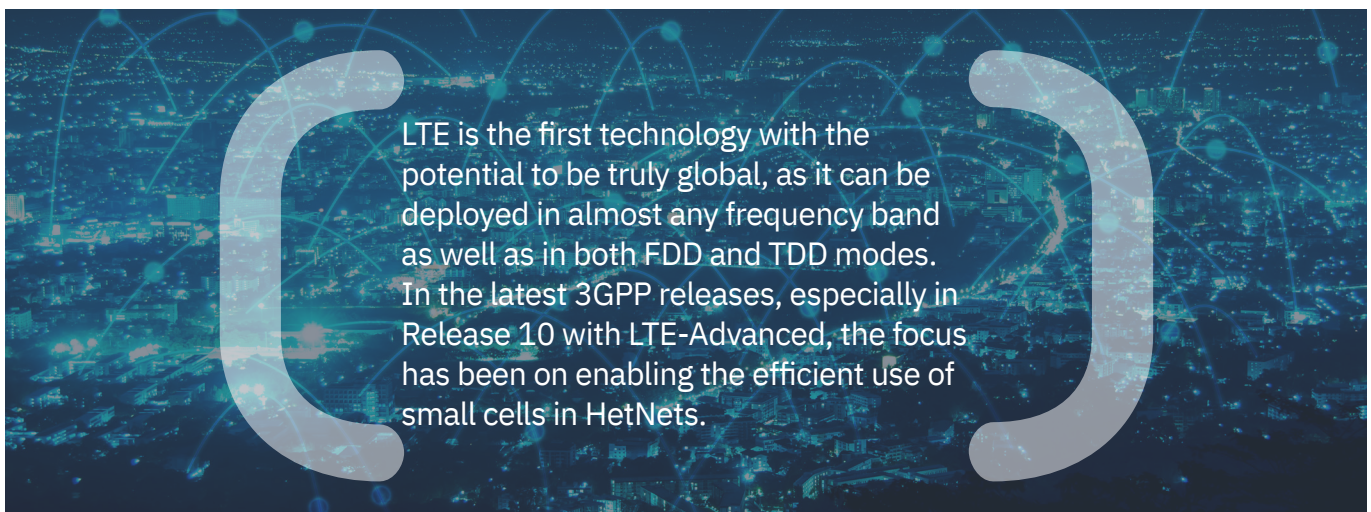 LTE is the first technology with the
potential to be truly global, as it can be
deployed in almost any frequency band
as well as in both FDD and TDD modes.
In the latest 3GPP releases, especially in
Release 10 with LTE-Advanced, the focus
has been on enabling the efficient use of
small cells in HetNets.